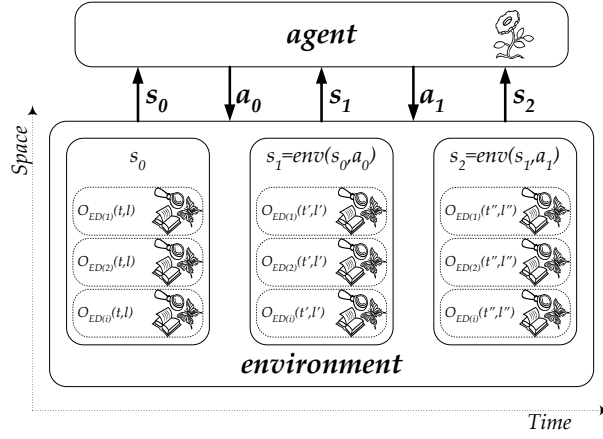 agent
s0 a0 s1 a1 s2
Space
s0 s1=env(s0,a0) s2=env(s1,a1)
OED(1)(t,l) OED(1)(t',l') OED(1)(t",l")
OED(2)(t,l) OED(2)(t',l') OED(2)(t",l")
OED(i)(t,l) OED(i)(t',l') OED(i)(t",l")
environment
Time